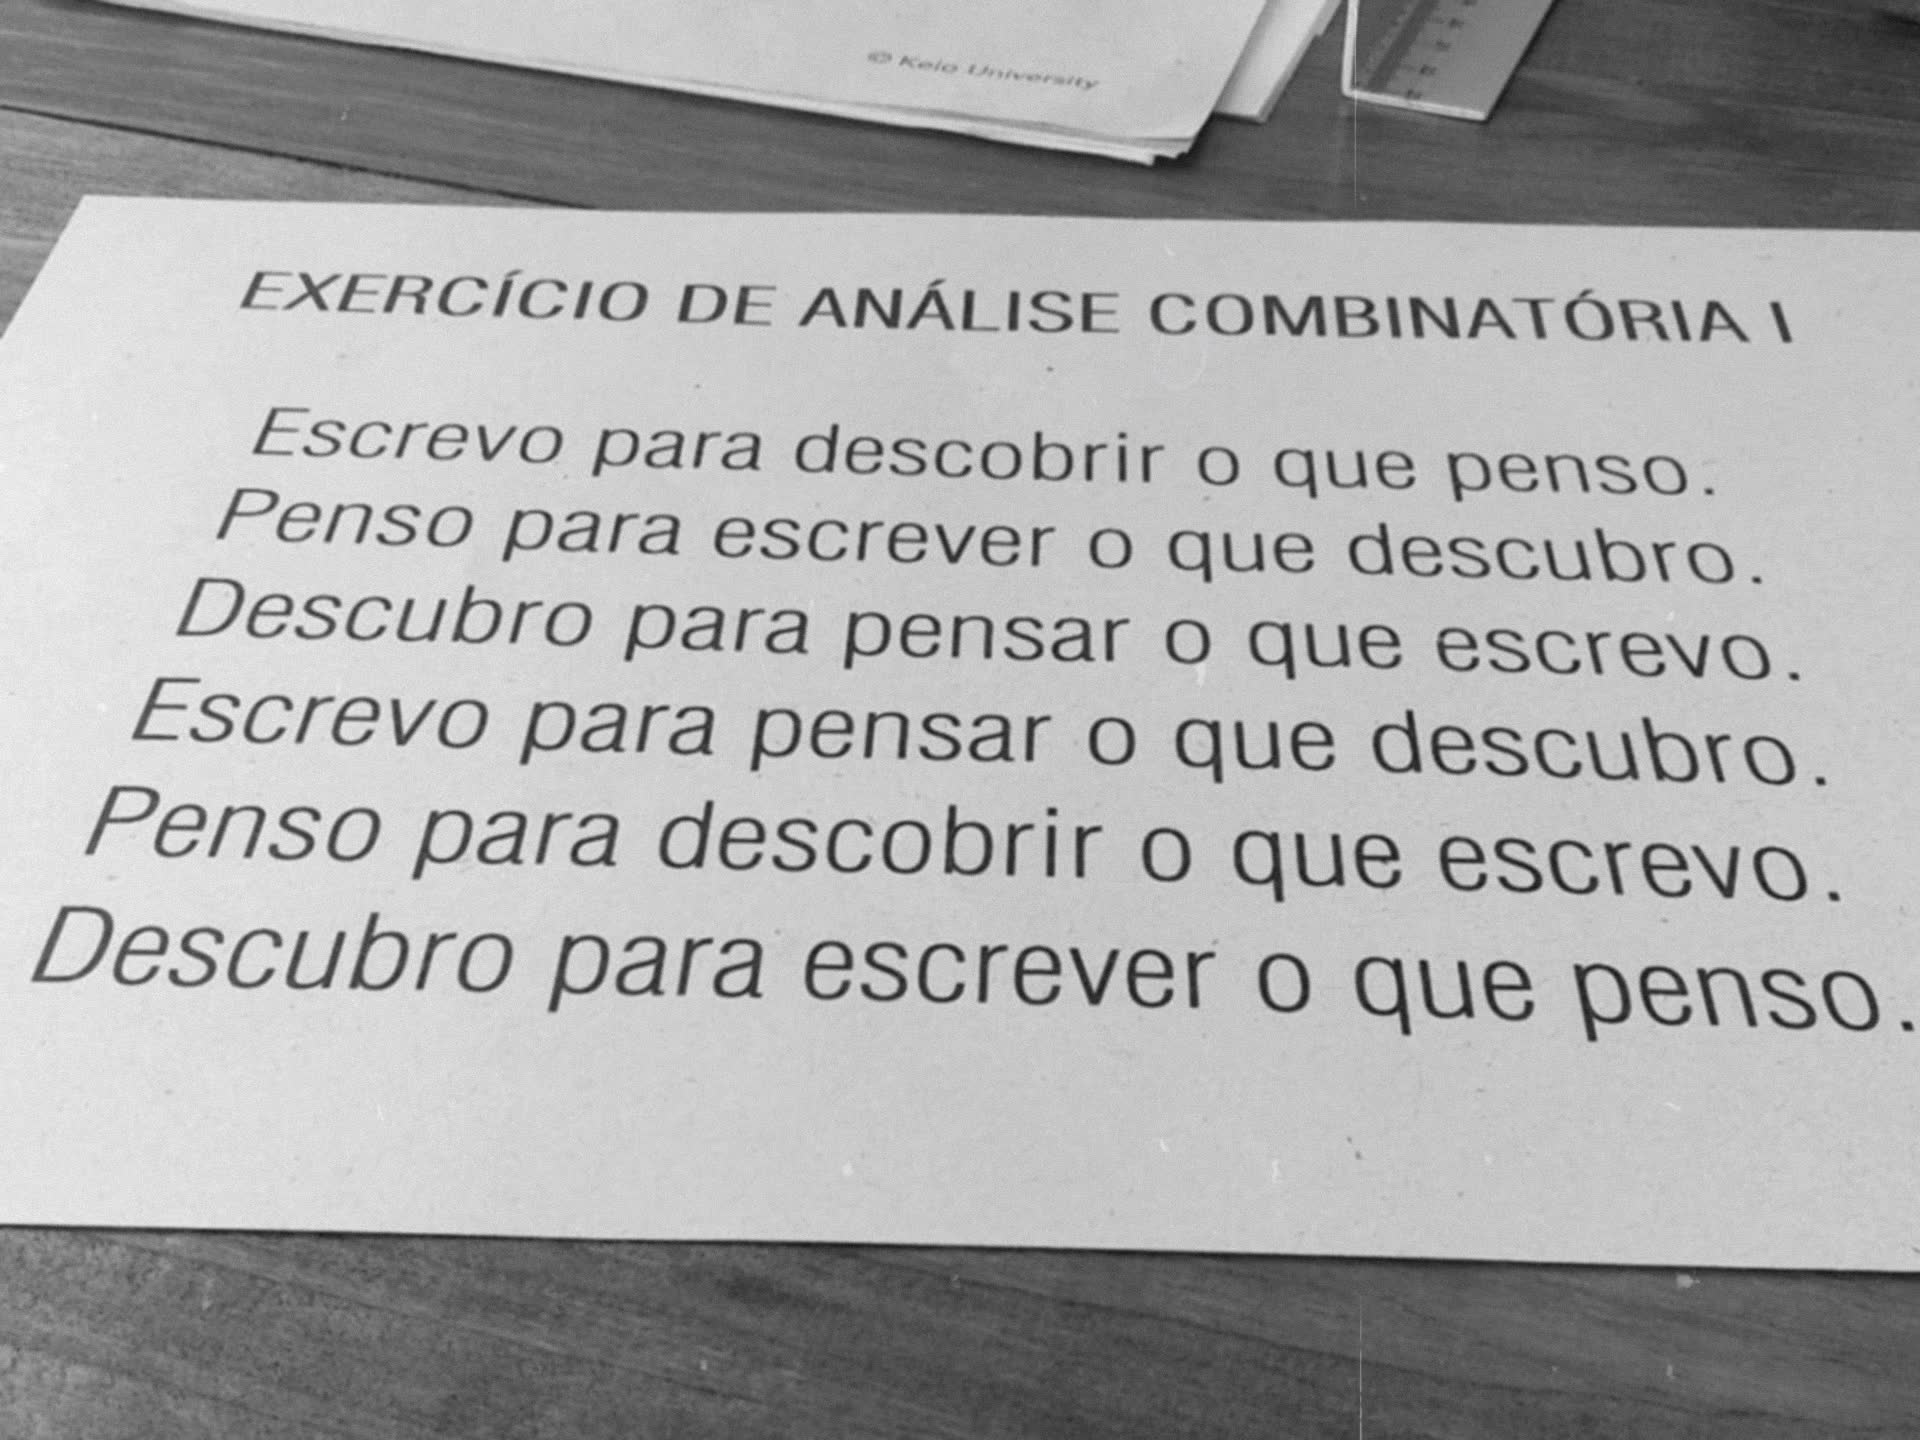 © Keio University
EXERCÍCIO DE ANÁLISE COMBINATÓRIA I
Escrevo para descobrir o que penso.
Penso para escrever o que descubro.
Descubro para pensar o que escrevo.
Escrevo para pensar o que descubro.
Penso para descobrir o que escrevo.
Descubro para escrever o que penso.